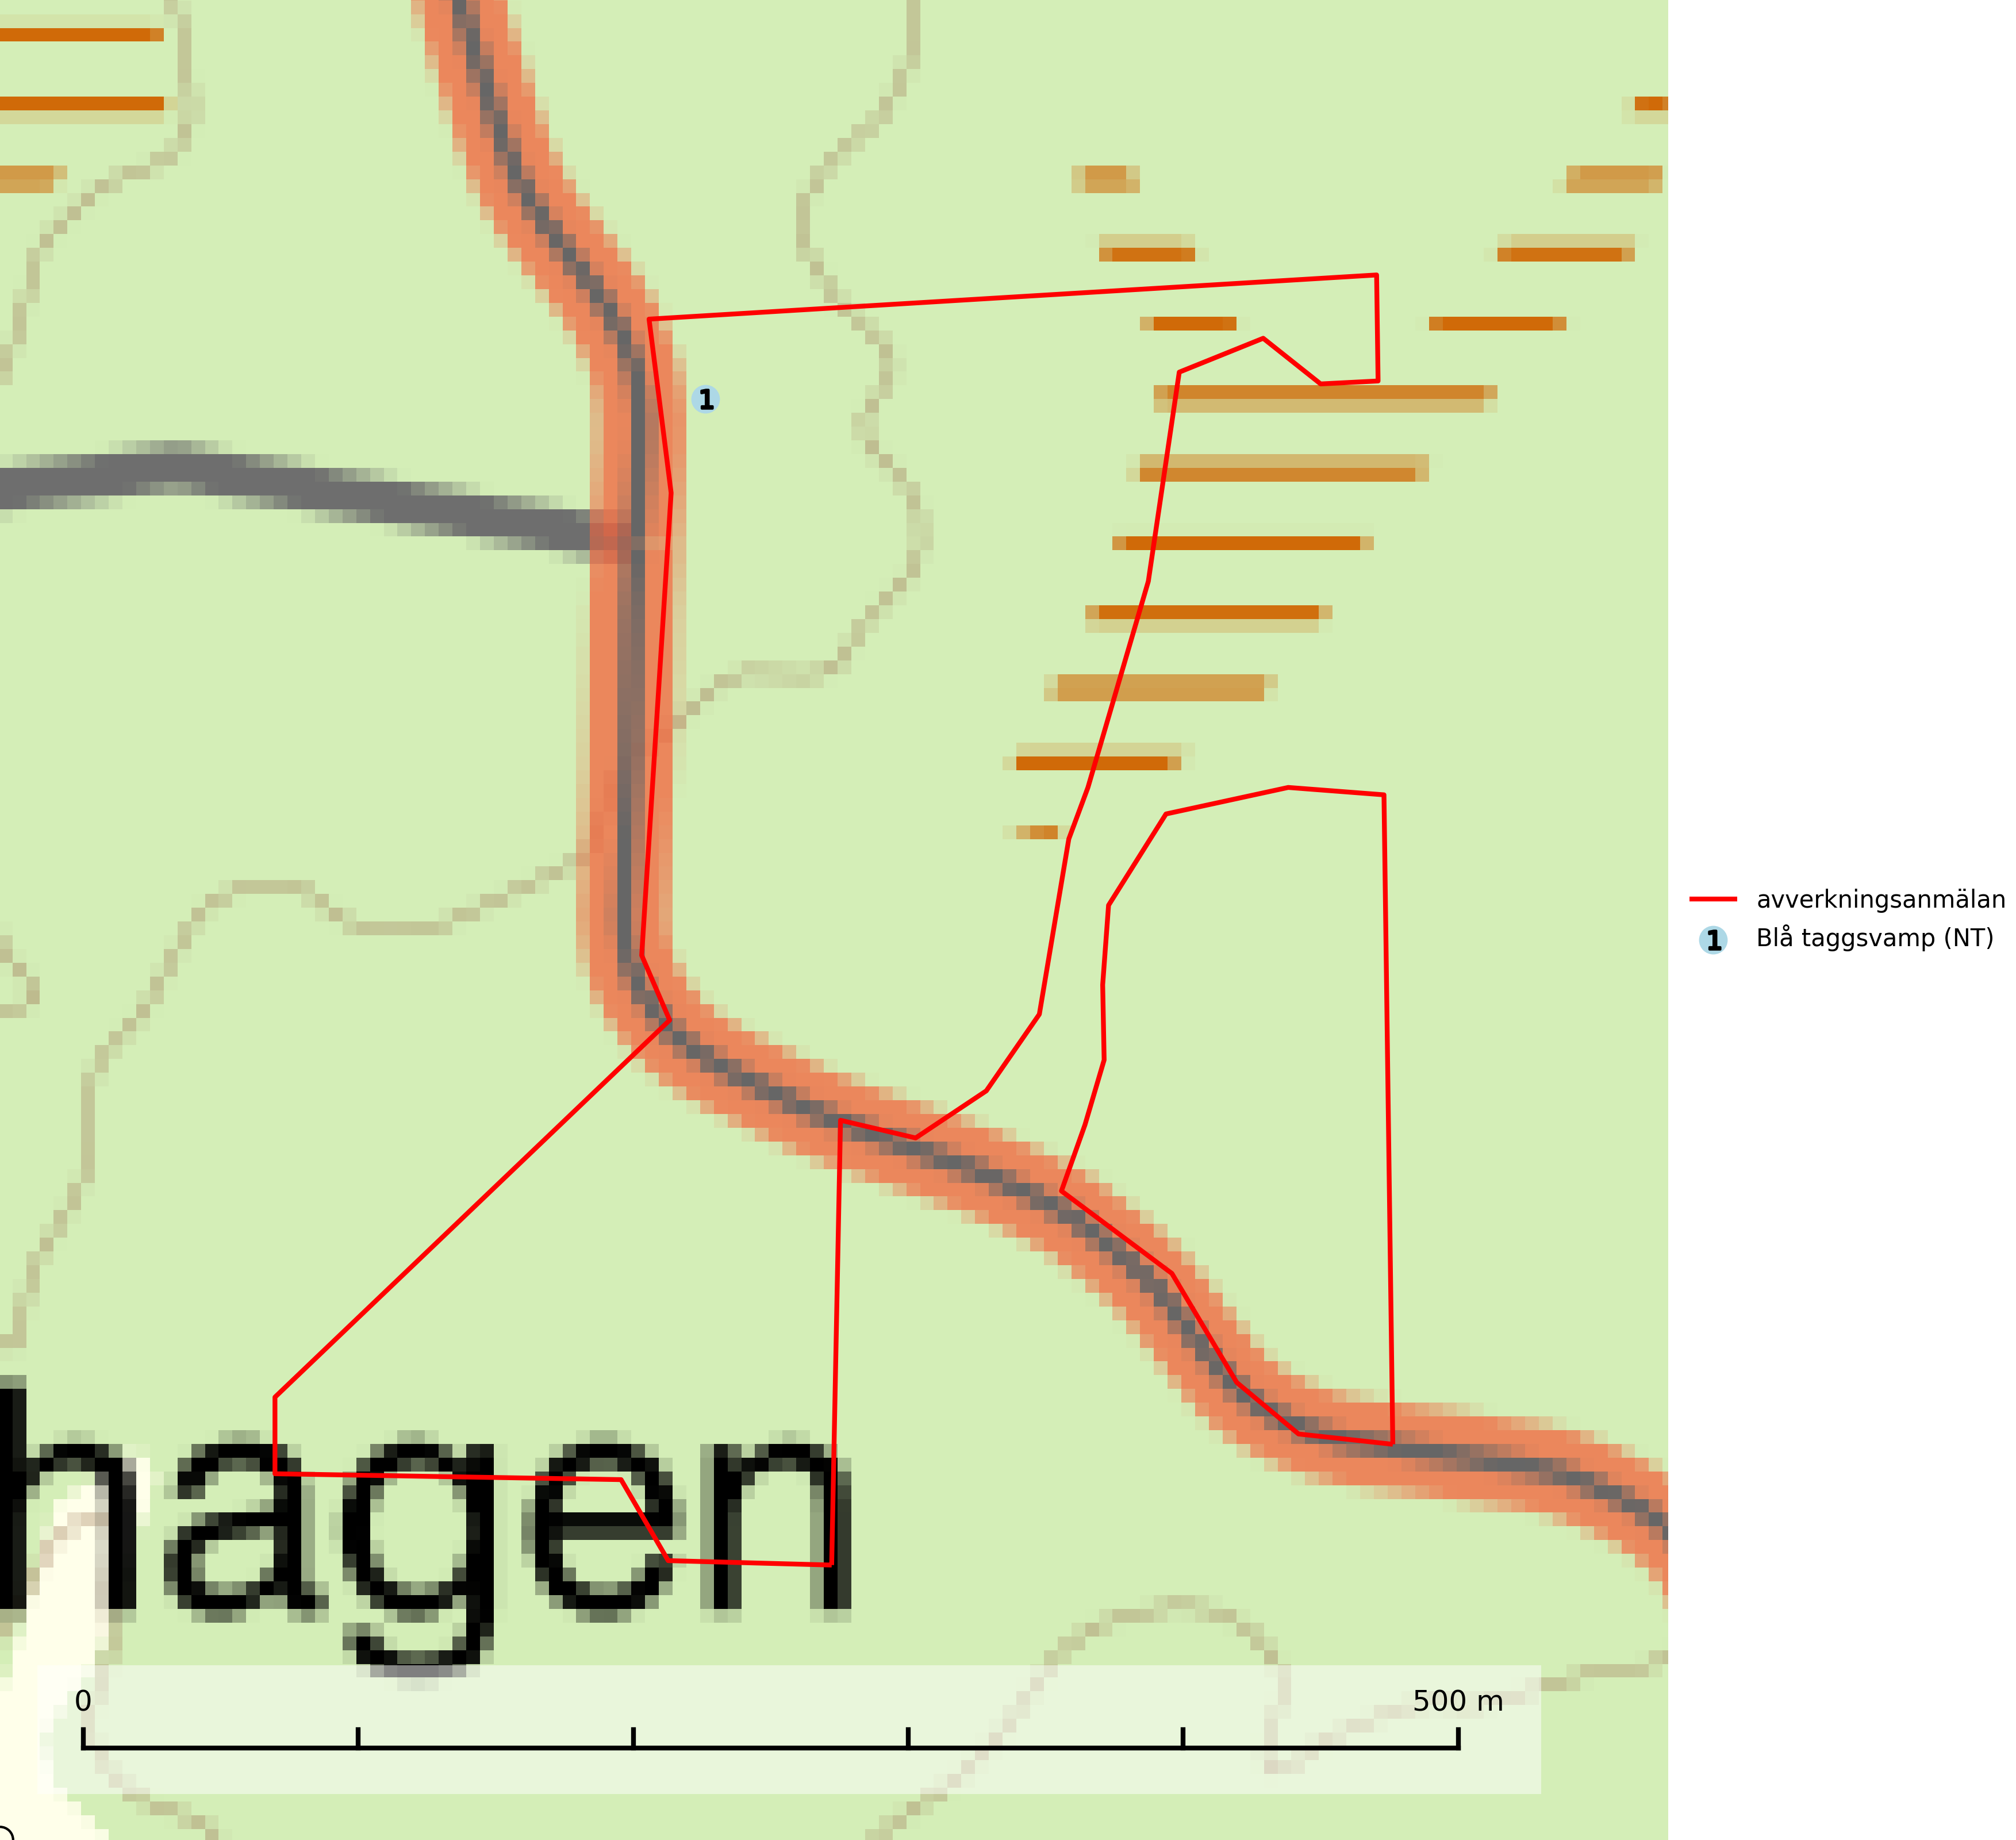 1
hagen
0 500 m
avverkningsanmälan
1 Blå taggsvamp (NT)